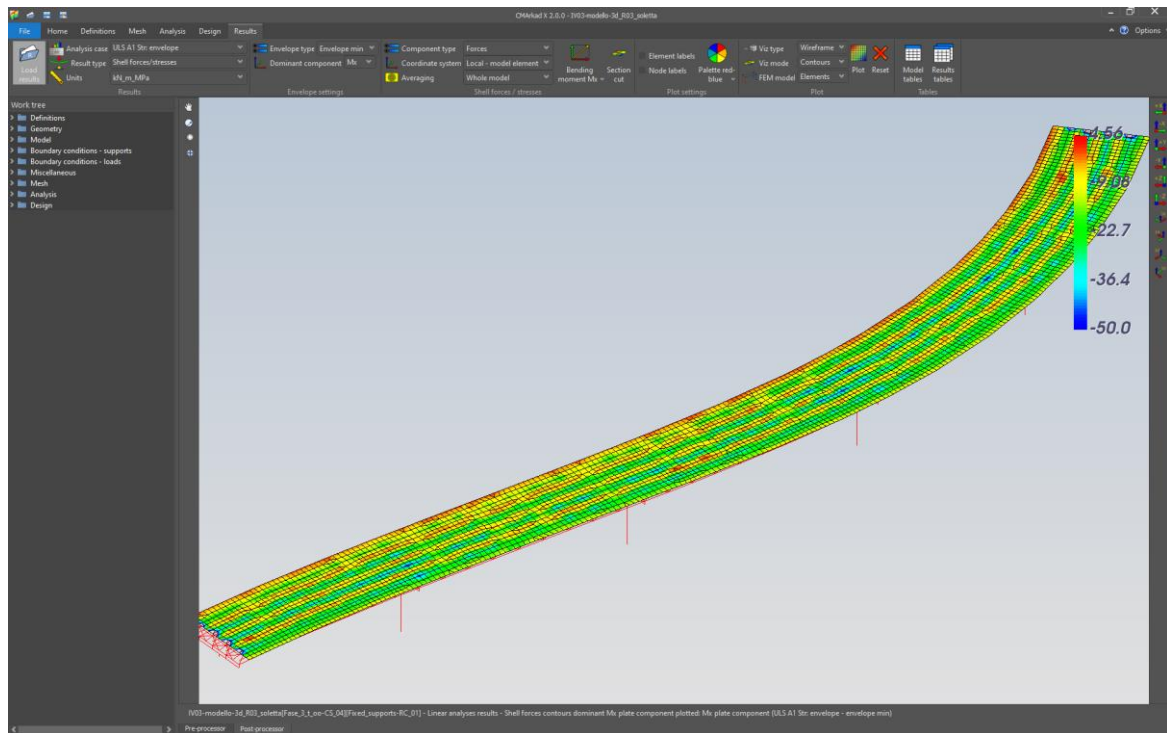 CMArkad X 2.0.0 - IV03-modello-3d_R03_soletta
File Home Definitions Mesh Analysis Design Results
Options
Load results
Analysis case ULS A1 Str: envelope
Result type Shell forces/stresses
Units kN_m_MPa
Results
Envelope type Envelope min
Dominant component Mx
Envelope settings
Component type Forces
Coordinate system Local - model element
Averaging Whole model
Bending moment Mx
Section cut
Shell forces / stresses
Element labels
Node labels
Palette red-blue
Plot settings
Viz type Wireframe
Viz mode Contours
FEM model Elements
Plot
Reset
Plot
Model tables
Results tables
Tables
Work tree
Definitions
Geometry
Model
Boundary conditions - supports
Boundary conditions - loads
Miscellaneous
Mesh
Analysis
Design
-4.56
-9.08
-22.7
-36.4
-50.0
IV03-modello-3d_R03_soletta[Fase_3_t_oo-CS_04][Fixed_supports-RC_01] - Linear analyses results - Shell forces contours dominant Mx plate component plotted: Mx plate component (ULS A1 Str: envelope - envelope min)
Pre-processor Post-processor